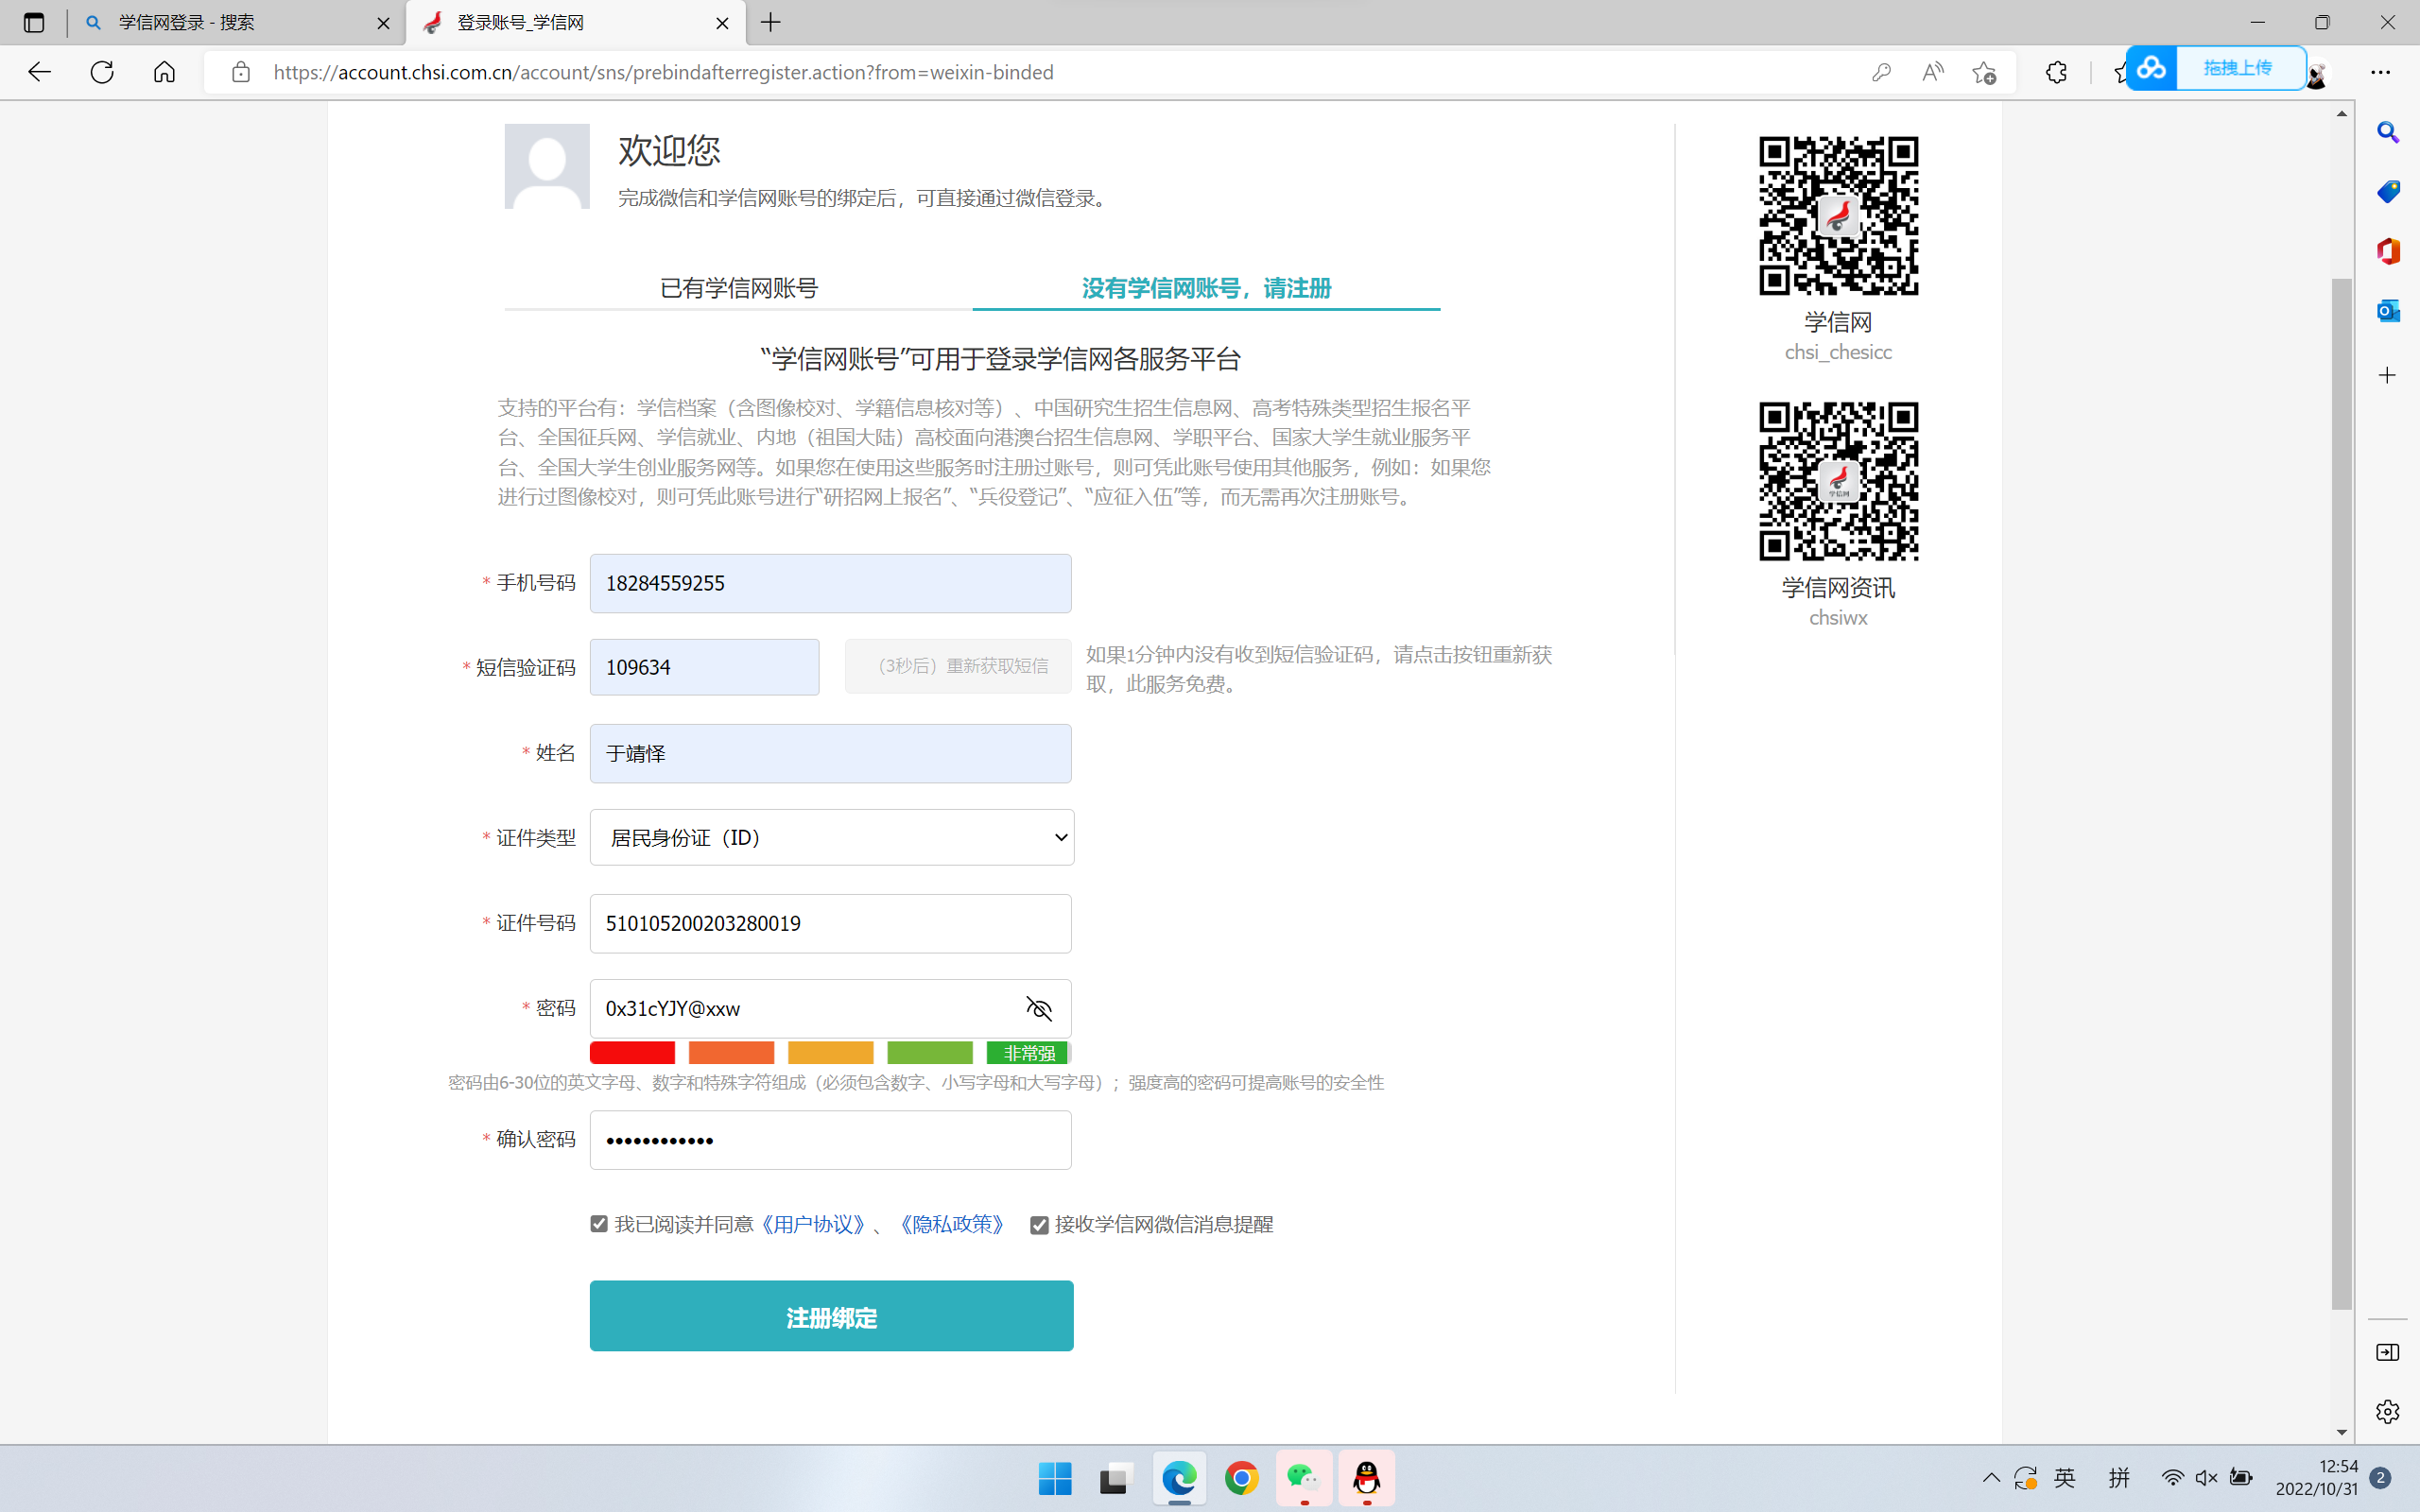 学信网登录 - 搜索
登录账号_学信网
https://account.chsi.com.cn/account/sns/prebindafterregister.action?from=weixin-binded
拖拽上传
欢迎您
完成微信和学信网账号的绑定后，可直接通过微信登录。
已有学信网账号
没有学信网账号，请注册
“学信网账号”可用于登录学信网各服务平台
支持的平台有：学信档案（含图像校对、学籍信息核对等）、中国研究生招生信息网、高考特殊类型招生报名平
台、全国征兵网、学信就业、内地（祖国大陆）高校面向港澳台招生信息网、学职平台、国家大学生就业服务平
台、全国大学生创业服务网等。如果您在使用这些服务时注册过账号，则可凭此账号使用其他服务，例如：如果您
进行过图像校对，则可凭此账号进行“研招网上报名”、“兵役登记”、“应征入伍”等，而无需再次注册账号。
* 手机号码 18284559255
* 短信验证码 109634 （3秒后）重新获取短信
如果1分钟内没有收到短信验证码，请点击按钮重新获
取，此服务免费。
* 姓名 于靖怿
* 证件类型 居民身份证（ID）
* 证件号码 510105200203280019
* 密码 0x31cYJY@xxw
非常强
密码由6-30位的英文字母、数字和特殊字符组成（必须包含数字、小写字母和大写字母）；强度高的密码可提高账号的安全性
* 确认密码 ••••••••••••
我已阅读并同意《用户协议》、《隐私政策》 接收学信网微信消息提醒
注册绑定
学信网
chsi_chesicc
学信网
学信网资讯
chsiwx
英
拼
12:54
2022/10/31
2